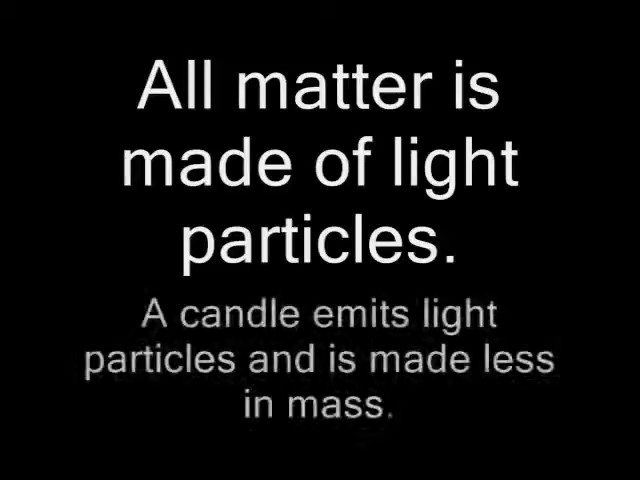 All matter is
made of light
particles.
A candle emits light
particles and is made less
in mass.